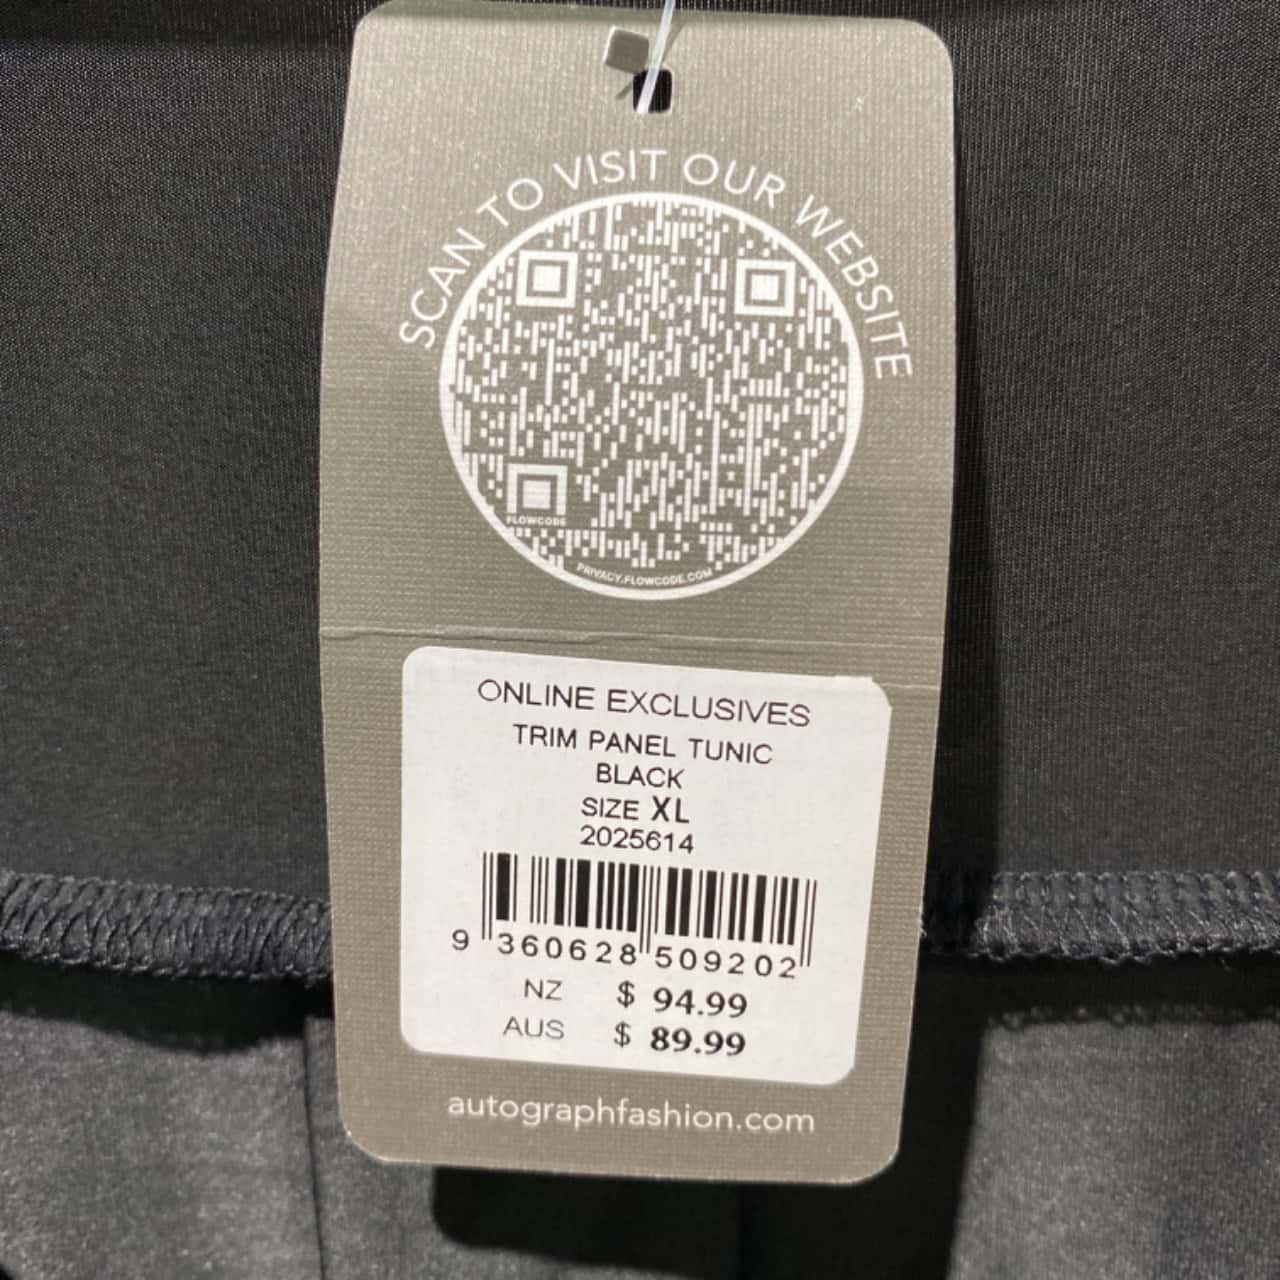 SCAN TO VISIT OUR WEBSITE
FLOWCODE
PRIVACY.FLOWCODE.COM
ONLINE EXCLUSIVES
TRIM PANEL TUNIC
BLACK
SIZE XL
2025614
9 360628 509202
NZ $ 94.99
AUS $ 89.99
autographfashion.com